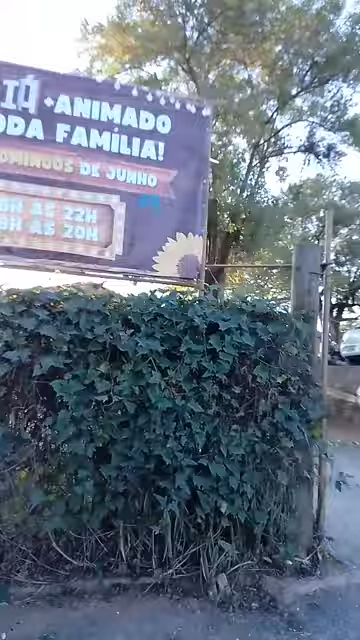 +ANIMADO
ODA FAMÍLIA!
DOMINGOS DE JUNHO
ÀS 22H
ÀS 20H